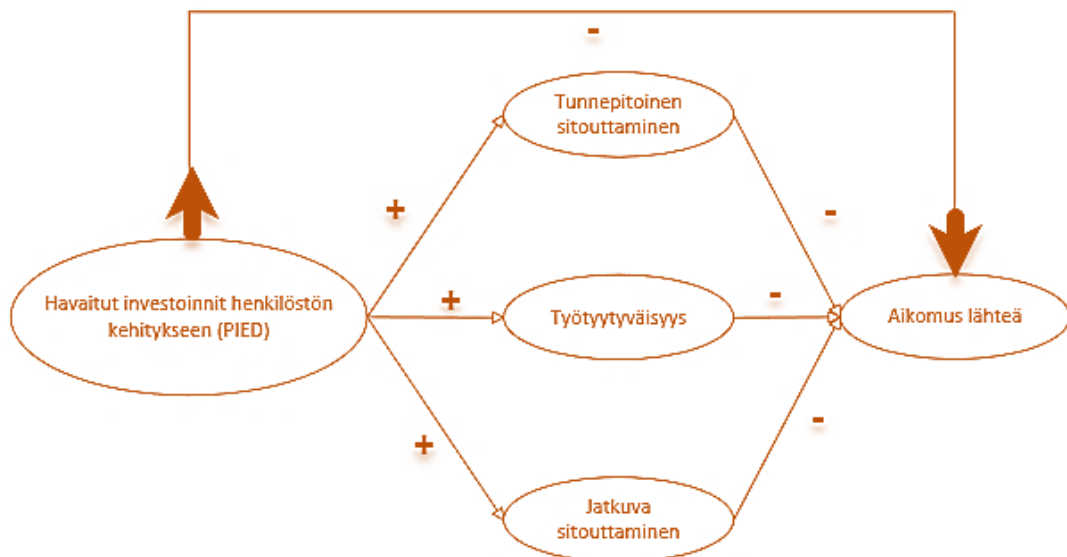 -
Tunnepitoinen
sitouttaminen
+
-
Havaitut investoinnit henkilöstön
kehitykseen (PIED)
+
Työtyytyväisyys
-
Aikomus lähteä
+
-
Jatkuva
sitouttaminen